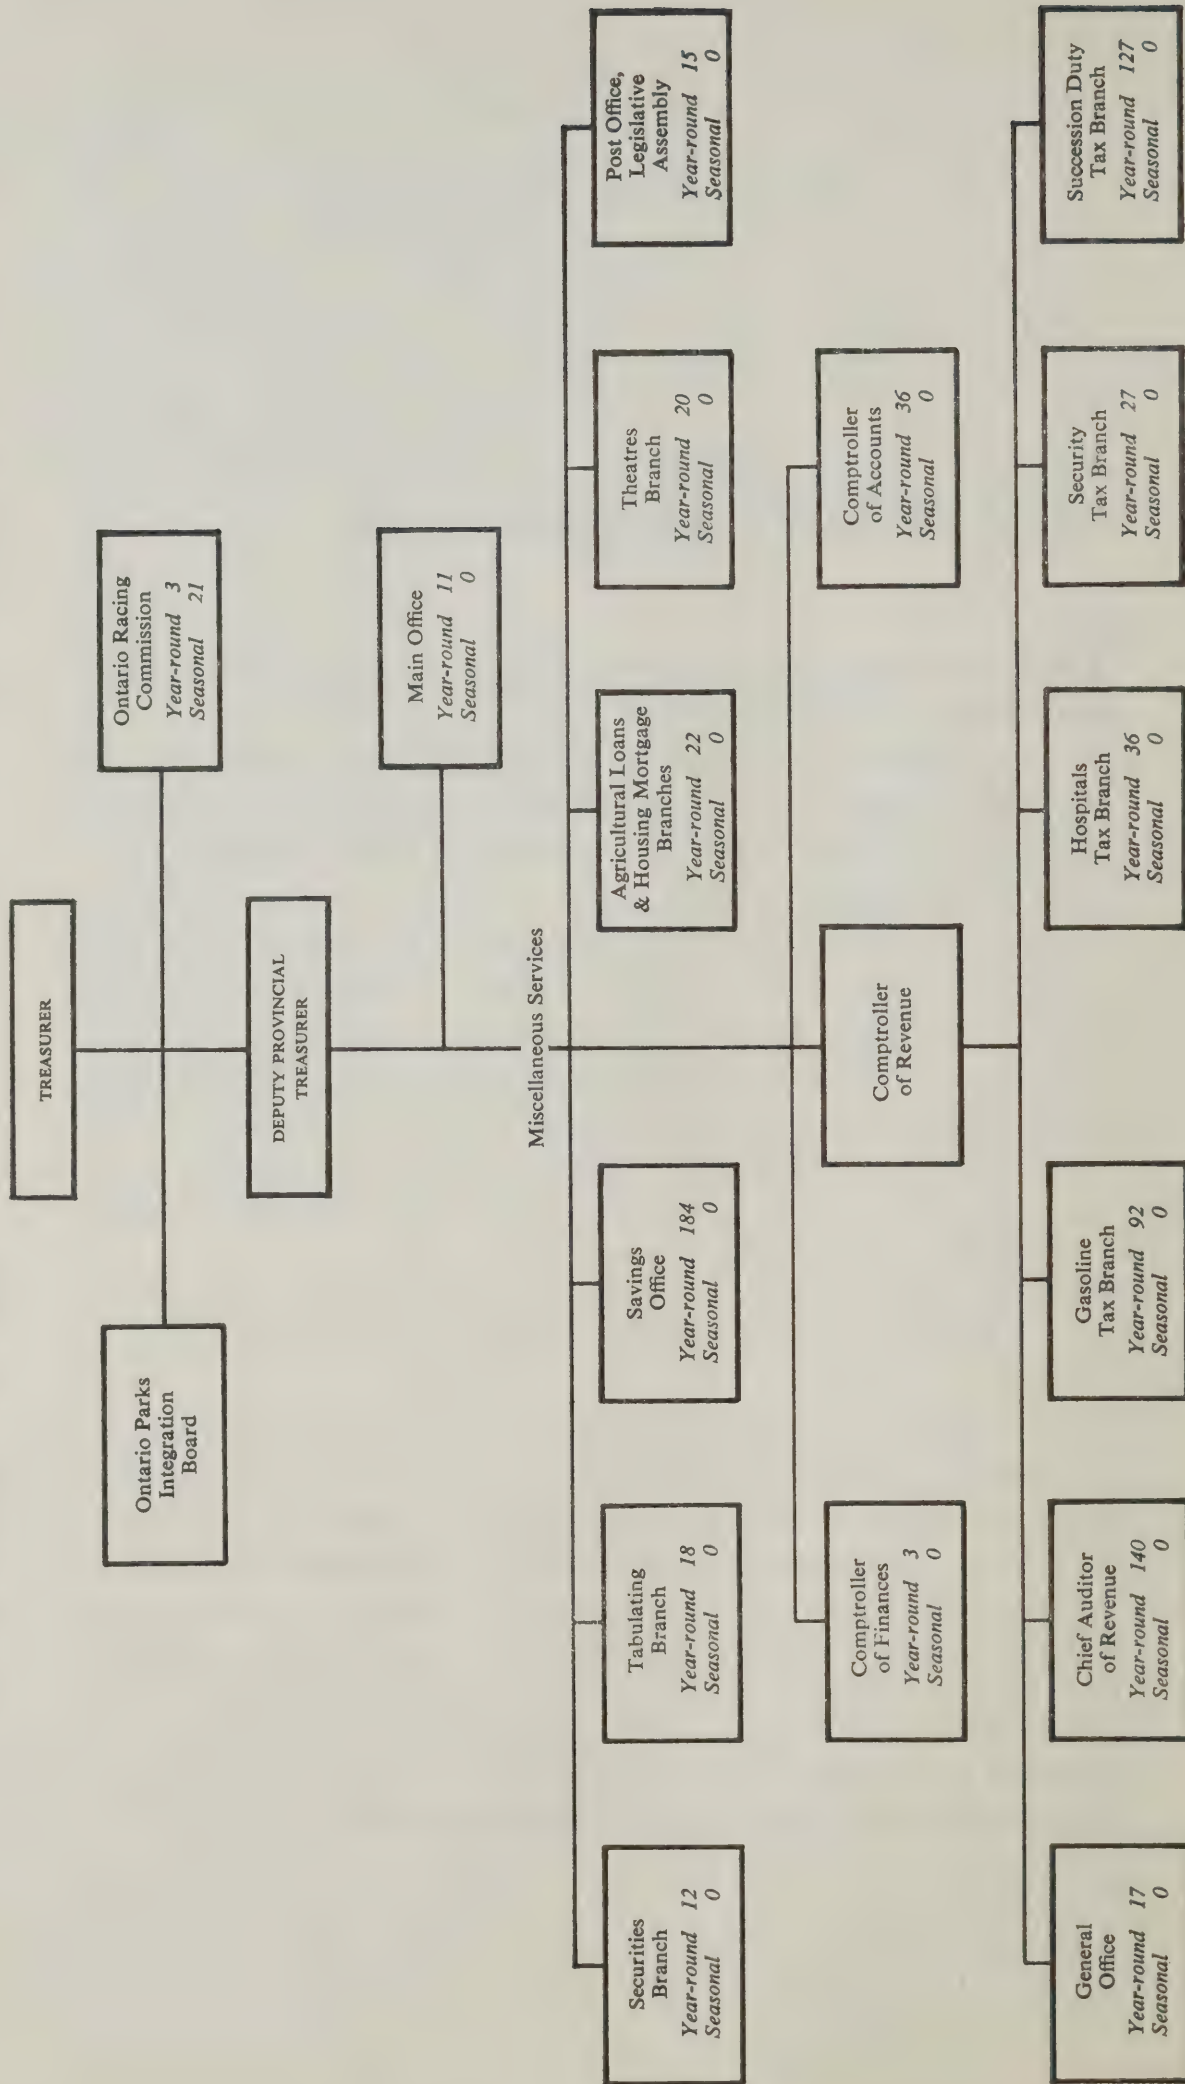 TREASURER
Ontario Parks
Integration
Board
Ontario Racing
Commission
Year-round 3
Seasonal 21
DEPUTY PROVINCIAL
TREASURER
Main Office
Year-round 11
Seasonal 0
Miscellaneous Services
Securities
Branch
Year-round 12
Seasonal 0
Tabulating
Branch
Year-round 18
Seasonal 0
Savings
Office
Year-round 184
Seasonal 0
Agricultural Loans
& Housing Mortgage
Branches
Year-round 22
Seasonal 0
Theatres
Branch
Year-round 20
Seasonal 0
Post Office,
Legislative
Assembly
Year-round 15
Seasonal 0
Comptroller
of Finances
Year-round 3
Seasonal 0
Comptroller
of Revenue
Comptroller
of Accounts
Year-round 36
Seasonal 0
General
Office
Year-round 17
Seasonal 0
Chief Auditor
of Revenue
Year-round 140
Seasonal 0
Gasoline
Tax Branch
Year-round 92
Seasonal 0
Hospitals
Tax Branch
Year-round 36
Seasonal 0
Security
Tax Branch
Year-round 27
Seasonal 0
Succession Duty
Tax Branch
Year-round 127
Seasonal 0